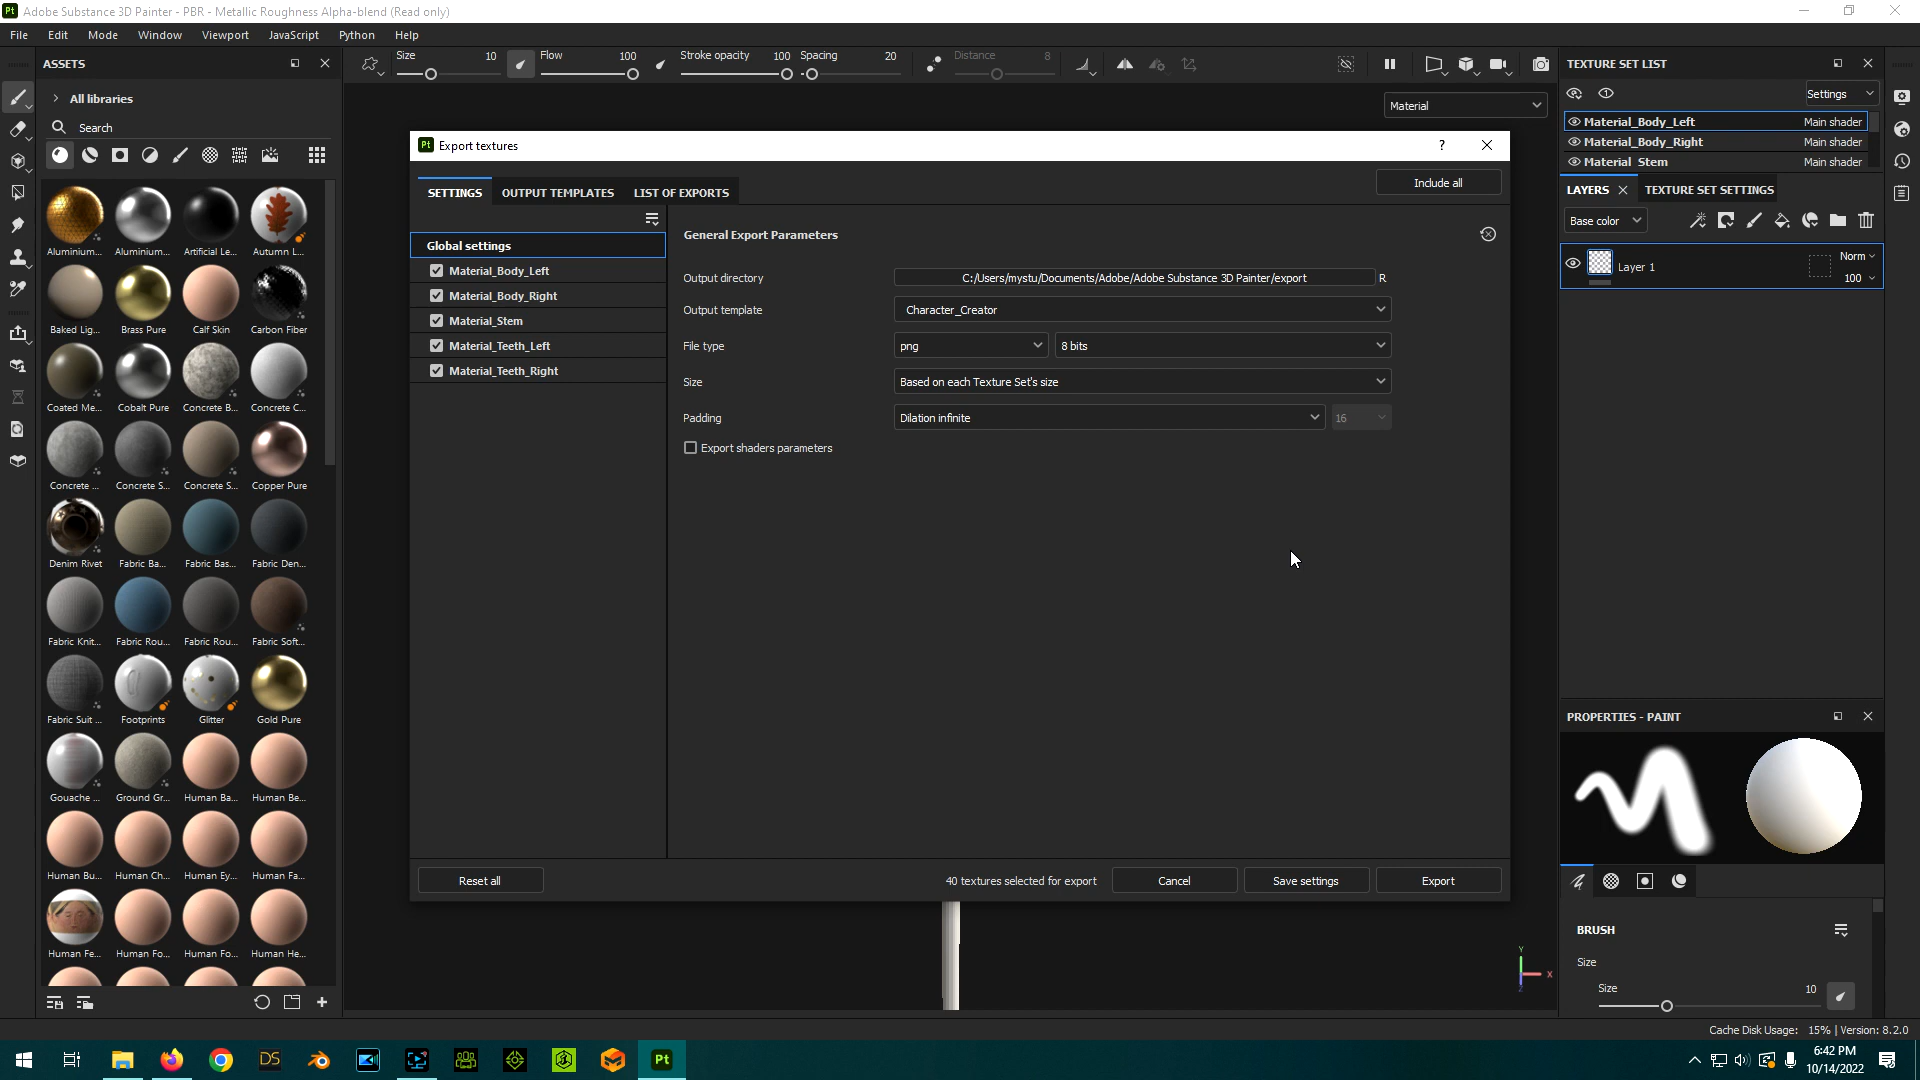 Adobe Substance 3D Painter - PBR - Metallic Roughness Alpha-blend (Read only)
File Edit Mode Window Viewport JavaScript Python Help
ASSETS
All libraries
Search
Aluminium... Aluminium... Artificial Le... Autumn L...
Baked Lig... Brass Pure Calf Skin Carbon Fiber
Coated Me... Cobalt Pure Concrete B... Concrete C...
Concrete ... Concrete S... Concrete S... Copper Pure
Denim Rivet Fabric Ba... Fabric Bas... Fabric Den...
Fabric Knit... Fabric Rou... Fabric Rou... Fabric Soft...
Fabric Suit ... Footprints Glitter Gold Pure
Gouache ... Ground Gr... Human Ba... Human Be...
Human Bu... Human Ch... Human Ey... Human Fa...
Human Fe... Human Fo... Human Fo... Human He...
Size 10 Flow 100 Stroke opacity 100 Spacing 20 Distance 8
Material
Pt Export textures ?
SETTINGS OUTPUT TEMPLATES LIST OF EXPORTS
Include all
Global settings
Material_Body_Left
Material_Body_Right
Material_Stem
Material_Teeth_Left
Material_Teeth_Right
General Export Parameters
Output directory C:/Users/mystu/Documents/Adobe/Adobe Substance 3D Painter/export R
Output template Character_Creator
File type png 8 bits
Size Based on each Texture Set's size
Padding Dilation infinite 16
Export shaders parameters
Reset all 40 textures selected for export Cancel Save settings Export
Y
X
Z
TEXTURE SET LIST
Settings
Material_Body_Left Main shader
Material_Body_Right Main shader
Material_Stem Main shader
LAYERS TEXTURE SET SETTINGS
Base color
Layer 1 Norm
100
PROPERTIES - PAINT
BRUSH
Size
Size 10
Cache Disk Usage: 15% | Version: 8.2.0
DS Pt
6:42 PM
10/14/2022